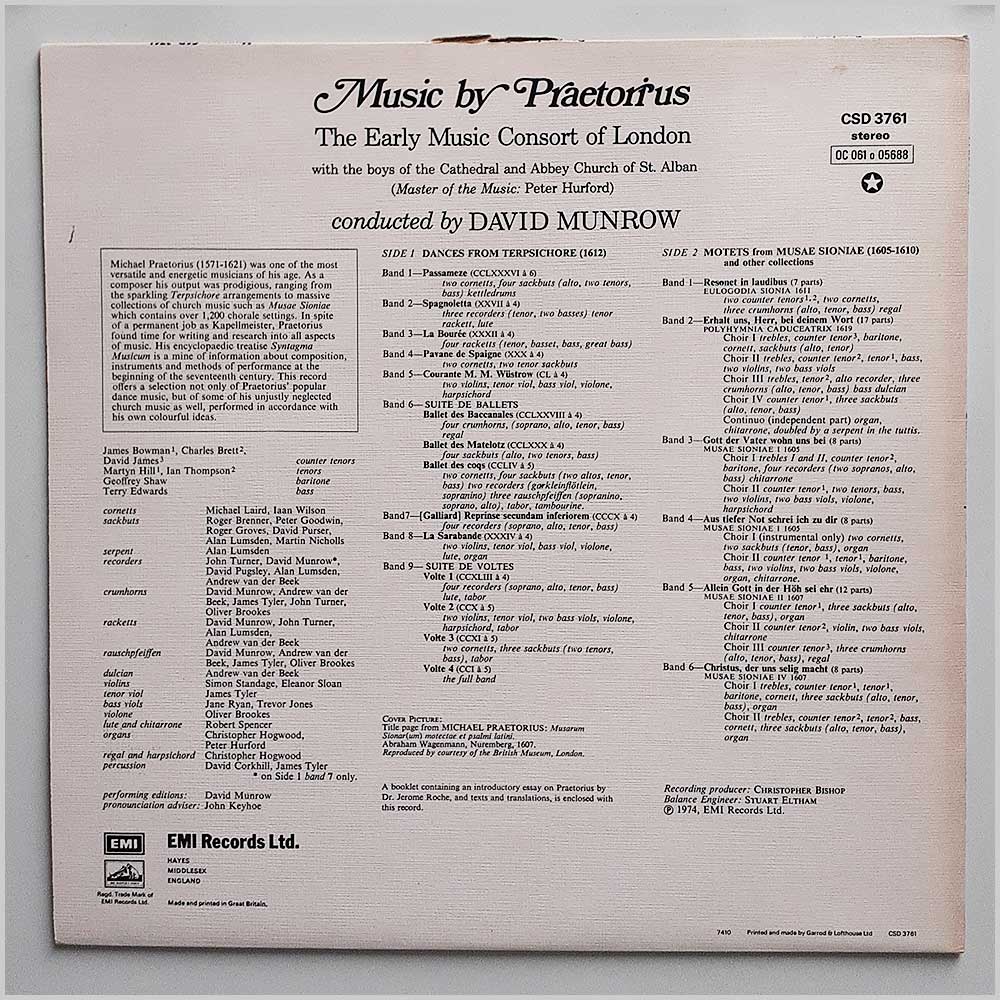 Music by Praetorius
The Early Music Consort of London
with the boys of the Cathedral and Abbey Church of St. Alban
(Master of the Music: Peter Hurford)
conducted by DAVID MUNROW
CSD 3761
stereo
OC 061 o 05688
Michael Praetorius (1571-1621) was one of the most
versatile and energetic musicians of his age. As a
composer his output was prodigious, ranging from
the sparkling Terpsichore arrangements to massive
collections of church music such as Musae Sioniae
which contains over 1,200 chorale settings. In spite
of a permanent job as Kapellmeister, Praetorius
found time for writing and research into all aspects
of music. His encyclopaedic treatise Syntagma
Musicum is a mine of information about composition,
instruments and methods of performance at the
beginning of the seventeenth century. This record
offers a selection not only of Praetorius' popular
dance music, but of some of his unjustly neglected
church music as well, performed in accordance with
his own colourful ideas.
James Bowman¹, Charles Brett²,
David James³ counter tenors
Martyn Hill¹, Ian Thompson² tenors
Geoffrey Shaw baritone
Terry Edwards bass
cornetts Michael Laird, Iaan Wilson
sackbuts Roger Brenner, Peter Goodwin,
Roger Groves, David Purser,
Alan Lumsden, Martin Nicholls
serpent Alan Lumsden
recorders John Turner, David Munrow*,
David Pugsley, Alan Lumsden,
Andrew van der Beek
crumhorns David Munrow, Andrew van der
Beek, James Tyler, John Turner,
Oliver Brookes
racketts David Munrow, John Turner,
Alan Lumsden,
Andrew van der Beek
rauschpfeiffen David Munrow, Andrew van der
Beek, James Tyler, Oliver Brookes
dulcian Andrew van der Beek
violins Simon Standage, Eleanor Sloan
tenor viol James Tyler
bass viols Jane Ryan, Trevor Jones
violone Oliver Brookes
lute and chitarrone Robert Spencer
organs Christopher Hogwood,
Peter Hurford
regal and harpsichord Christopher Hogwood
percussion David Corkhill, James Tyler
* on Side 1 band 7 only.
performing editions: David Munrow
pronounciation adviser: John Keyhoe
SIDE 1 DANCES FROM TERPSICHORE (1612)
Band 1—Passameze (CCLXXXVI à 6)
two cornetts, four sackbuts (alto, two tenors,
bass) kettledrums
Band 2—Spagnoletta (XXVII à 4)
three recorders (tenor, two basses) tenor
rackett, lute
Band 3—La Bourée (XXXII à 4)
four racketts (tenor, basset, bass, great bass)
Band 4—Pavane de Spaigne (XXX à 4)
two cornetts, two tenor sackbuts
Band 5—Courante M. M. Wüstrow (CL à 4)
two violins, tenor viol, bass viol, violone,
harpsichord
Band 6—SUITE DE BALLETS
Ballet des Baccanales (CCLXXVIII à 4)
four crumhorns, (soprano, alto, tenor, bass)
regal
Ballet des Matelotz (CCLXXX à 4)
four sackbuts (alto, two tenors, bass)
Ballet des coqs (CCLIV à 5)
two cornetts, four sackbuts (two altos, tenor,
bass) two recorders (garkleinflötlein,
sopranino) three rauschpfeiffen (sopranino,
soprano, alto), tabor, tambourine.
Band7—[Galliard] Reprinse secundam inferiorem (CCCX à 4)
four recorders (soprano, alto, tenor, bass)
Band 8—La Sarabande (XXXIV à 4)
two violins, tenor viol, bass viol, violone,
lute, organ
Band 9—SUITE DE VOLTES
Volte 1 (CCXLIII à 4)
four recorders (soprano, alto, tenor, bass)
lute, tabor
Volte 2 (CCX à 5)
two violins, tenor viol, two bass viols, violone,
harpsichord, tabor
Volte 3 (CCXI à 5)
two cornetts, three sackbuts (two tenors,
bass), tabor
Volte 4 (CCI à 5)
the full band
COVER PICTURE:
Title page from MICHAEL PRAETORIUS: Musarum
Sionar(um) motectae et psalmi latini.
Abraham Wagenmann, Nuremberg, 1607.
Reproduced by courtesy of the British Museum, London.
A booklet containing an introductory essay on Praetorius by
Dr. Jerome Roche, and texts and translations, is enclosed with
this record.
SIDE 2 MOTETS from MUSAE SIONIAE (1605-1610)
and other collections
Band 1—Resonet in laudibus (7 parts)
EULOGODIA SIONIA 1611
two counter tenors¹·², two cornetts,
three crumhorns (alto, tenor, bass) regal
Band 2—Erhalt uns, Herr, bei deinem Wort (17 parts)
POLYHYMNIA CADUCEATRIX 1619
Choir I trebles, counter tenor³, baritone,
cornett, sackbuts (alto, tenor)
Choir II trebles, counter tenor², tenor¹, bass,
two violins, two bass viols
Choir III trebles, tenor², alto recorder, three
crumhorns (alto, tenor, bass) bass dulcian
Choir IV counter tenor¹, three sackbuts
(alto, tenor, bass)
Continuo (independent part) organ,
chitarrone, doubled by a serpent in the tuttis.
Band 3—Gott der Vater wohn uns bei (8 parts)
MUSAE SIONIAE I 1605
Choir I trebles I and II, counter tenor²,
baritone, four recorders (two sopranos, alto,
bass) chitarrone
Choir II counter tenor¹, two tenors, bass,
two violins, two bass viols, violone,
harpsichord
Band 4—Aus tiefer Not schrei ich zu dir (8 parts)
MUSAE SIONIAE I 1605
Choir I (instrumental only) two cornetts,
two sackbuts (tenor, bass), organ
Choir II counter tenor ¹, tenor¹, baritone,
bass, two violins, two bass viols, violone,
organ, chitarrone.
Band 5—Allein Gott in der Höh sei ehr (12 parts)
MUSAE SIONIAE II 1607
Choir I counter tenor¹, three sackbuts (alto,
tenor, bass), organ
Choir II counter tenor², violin, two bass viols,
chitarrone
Choir III counter tenor³, three crumhorns
(alto, tenor, bass), regal
Band 6—Christus, der uns selig macht (8 parts)
MUSAE SIONIAE IV 1607
Choir I trebles, counter tenor¹, tenor¹,
baritone, cornett, three sackbuts (alto, tenor,
bass), organ
Choir II trebles, counter tenor², tenor², bass,
cornett, three sackbuts (alto, tenor, bass),
organ
Recording producer: CHRISTOPHER BISHOP
Balance Engineer: STUART ELTHAM
Ⓟ 1974, EMI Records Ltd.
EMI
EMI Records Ltd.
HAYES
MIDDLESEX
ENGLAND
Regd. Trade Mark of
EMI Records Ltd.
Made and printed in Great Britain.
7410 Printed and made by Garrod & Lofthouse Ltd CSD 3761